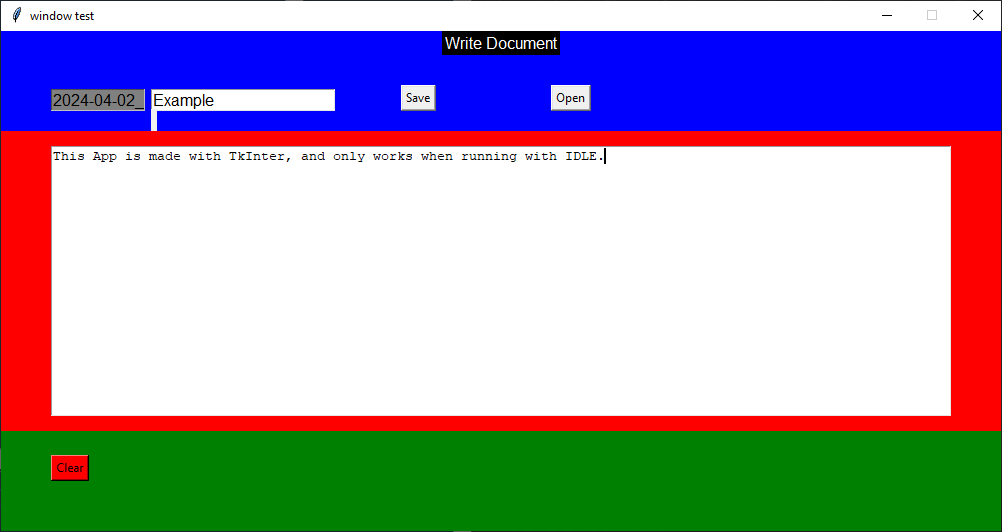 window test
Write Document
2024-04-02_ Example Save Open
This App is made with TkInter, and only works when running with IDLE.
Clear